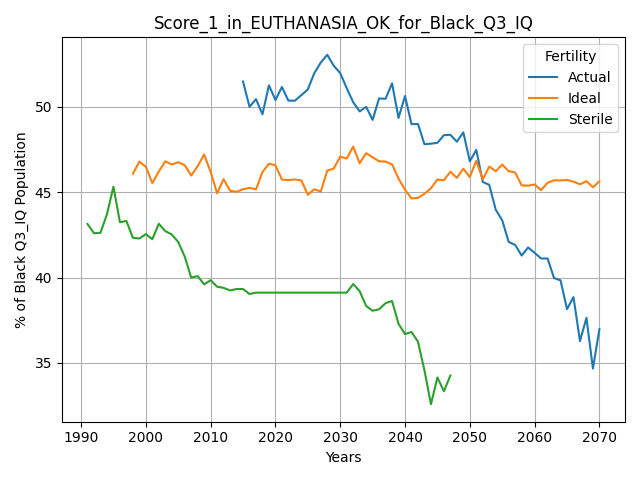 Score_1_in_EUTHANASIA_OK_for_Black_Q3_IQ
Fertility
Actual
Ideal
Sterile
% of Black Q3_IQ Population
50
45
40
35
1990 2000 2010 2020 2030 2040 2050 2060 2070
Years